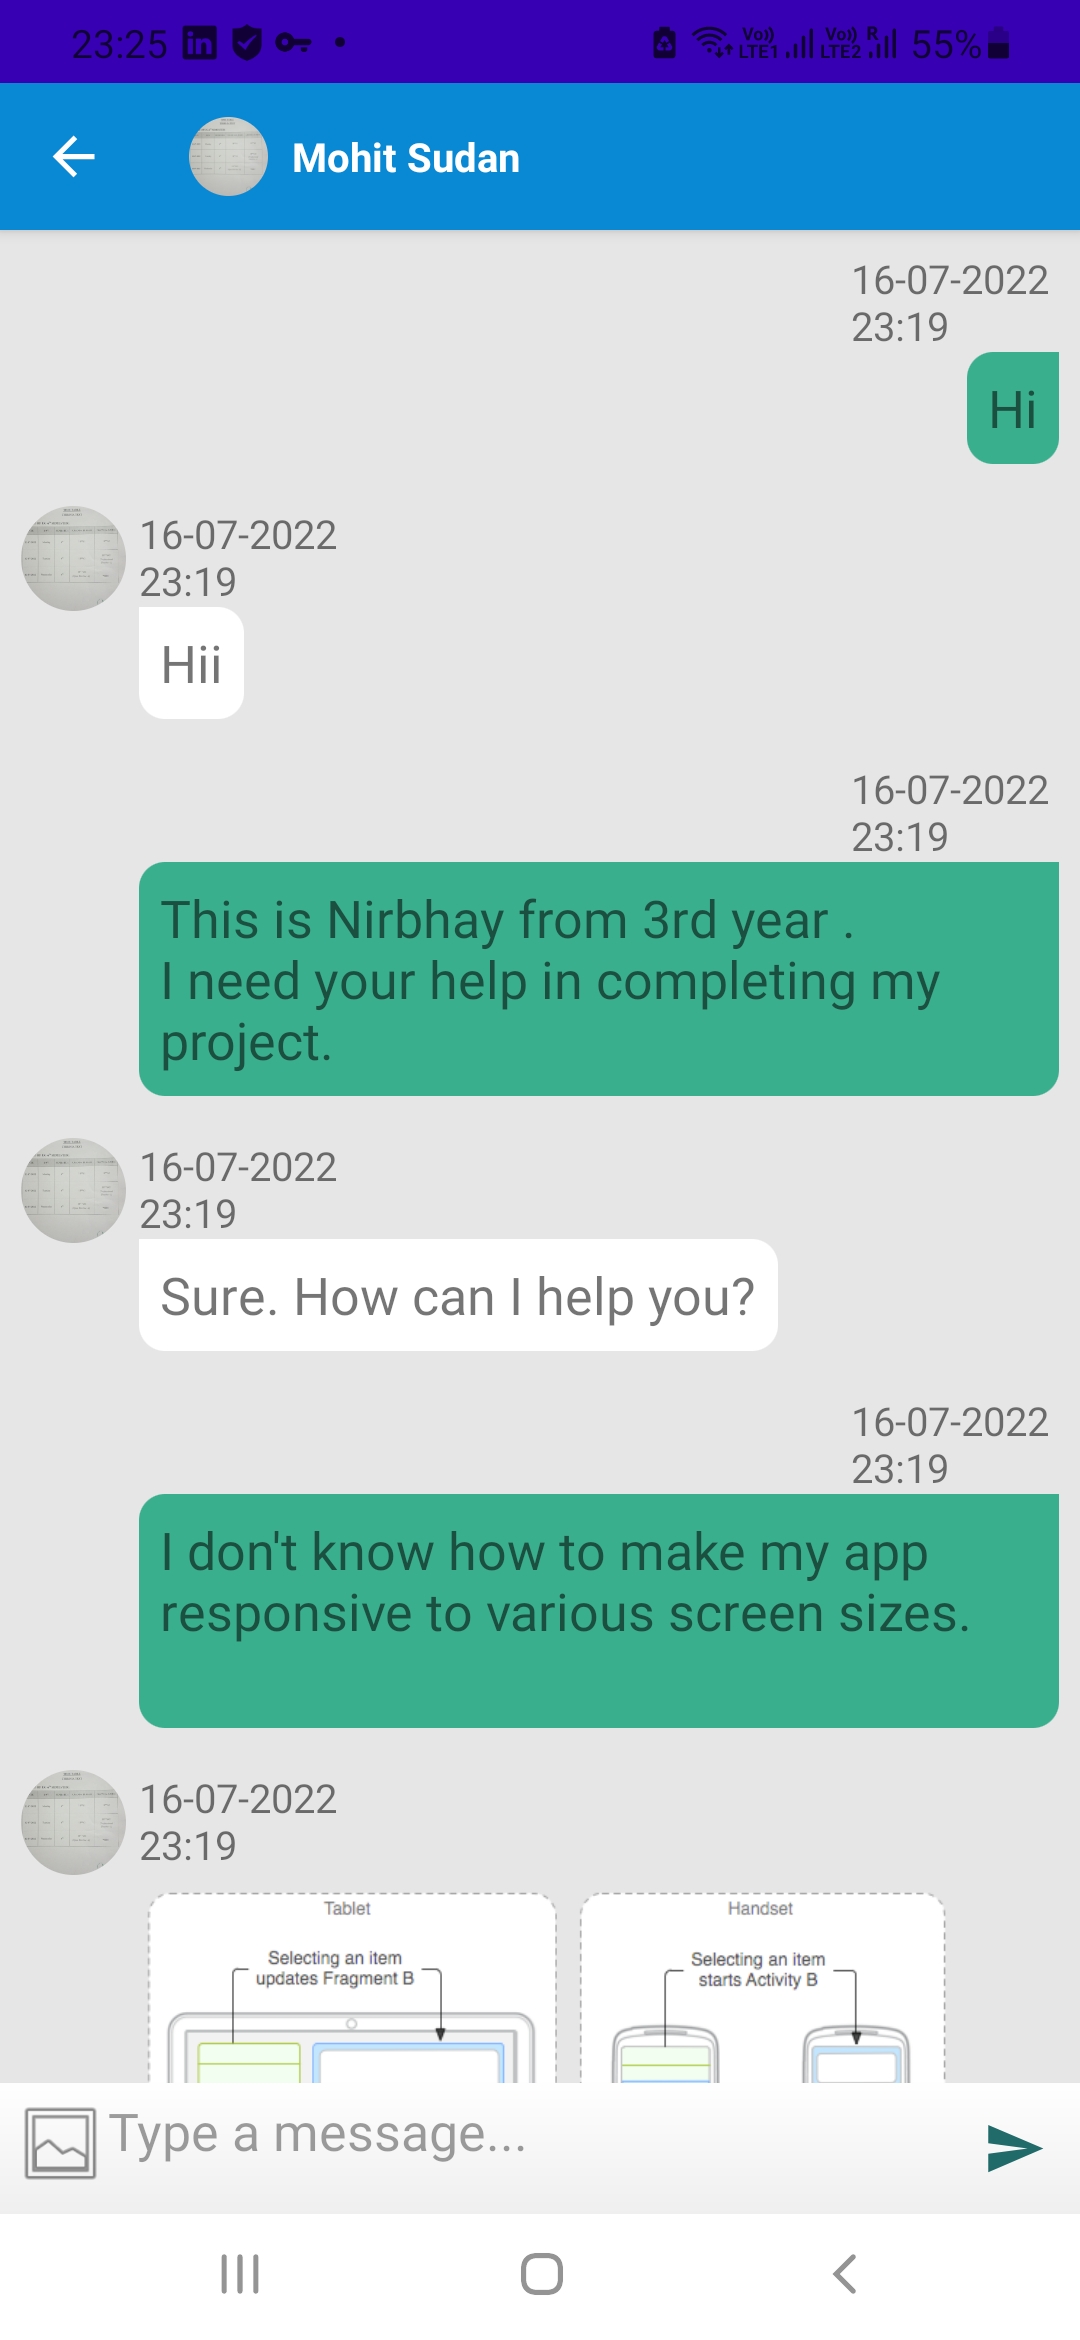 23:25
in
Vo)) LTE1
Vo)) R LTE2
55%
Mohit Sudan
16-07-2022
23:19
Hi
16-07-2022
23:19
Hii
16-07-2022
23:19
This is Nirbhay from 3rd year .
I need your help in completing my
project.
16-07-2022
23:19
Sure. How can I help you?
16-07-2022
23:19
I don't know how to make my app
responsive to various screen sizes.
16-07-2022
23:19
Tablet
Selecting an item
updates Fragment B
Handset
Selecting an item
starts Activity B
Type a message...